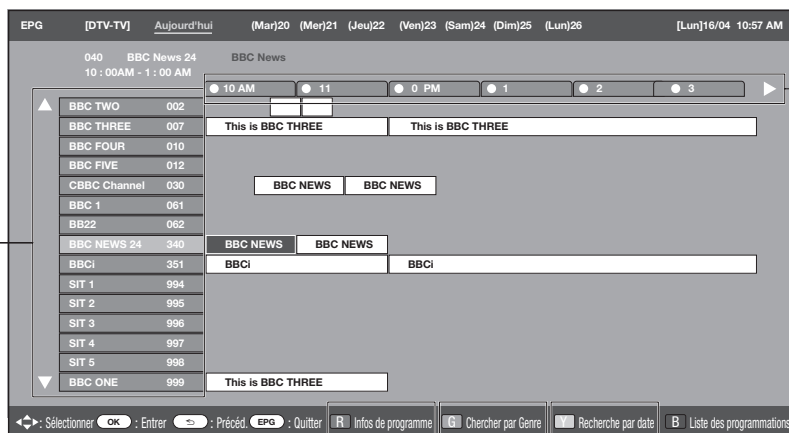 EPG [DTV-TV] Aujourd'hui (Mar)20 (Mer)21 (Jeu)22 (Ven)23 (Sam)24 (Dim)25 (Lun)26 [Lun]16/04 10:57 AM
040 BBC News 24 BBC News
10 : 00AM - 1 : 00 AM
10 AM 11 0 PM 1 2 3
BBC TWO 002
BBC THREE 007 This is BBC THREE This is BBC THREE
BBC FOUR 010
BBC FIVE 012
CBBC Channel 030 BBC NEWS BBC NEWS
BBC 1 061
BB22 062
BBC NEWS 24 340 BBC NEWS BBC NEWS
BBCi 351 BBCi BBCi
SIT 1 994
SIT 2 995
SIT 3 996
SIT 4 997
SIT 5 998
BBC ONE 999 This is BBC THREE
: Sélectionner OK : Entrer : Précéd. EPG : Quitter R Infos de programme G Chercher par Genre Y Recherche par date B Liste des programmations